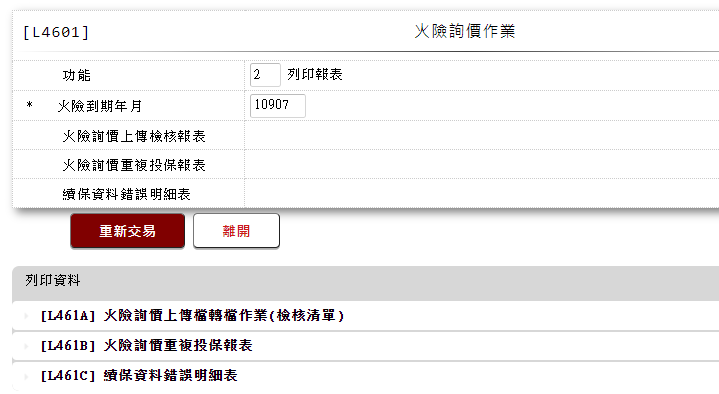 [L4601] 火險詢價作業
功能 2 列印報表
* 火險到期年月 10907
火險詢價上傳檢核報表
火險詢價重複投保報表
續保資料錯誤明細表
重新交易 離開
列印資料
[L461A] 火險詢價上傳檔轉檔作業(檢核清單)
[L461B] 火險詢價重複投保報表
[L461C] 續保資料錯誤明細表